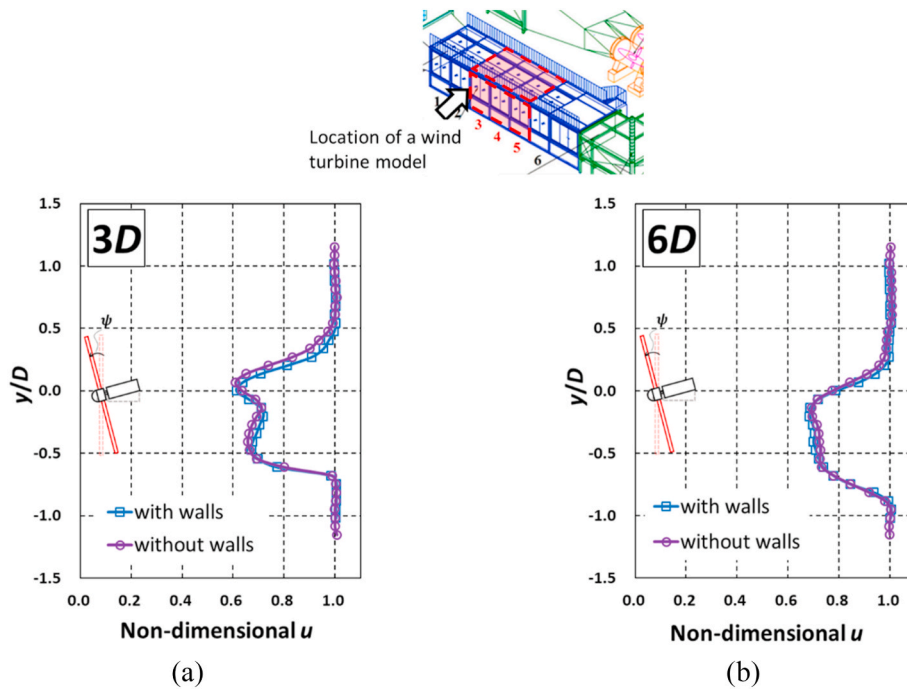 1
2
3
4
5
6
Location of a wind
turbine model
3D
ψ
1.5
1.0
0.5
0.0
-0.5
-1.0
-1.5
y/D
with walls
without walls
0.0 0.2 0.4 0.6 0.8 1.0
Non-dimensional u
(a)
6D
ψ
1.5
1.0
0.5
0.0
-0.5
-1.0
-1.5
y/D
with walls
without walls
0.0 0.2 0.4 0.6 0.8 1.0
Non-dimensional u
(b)